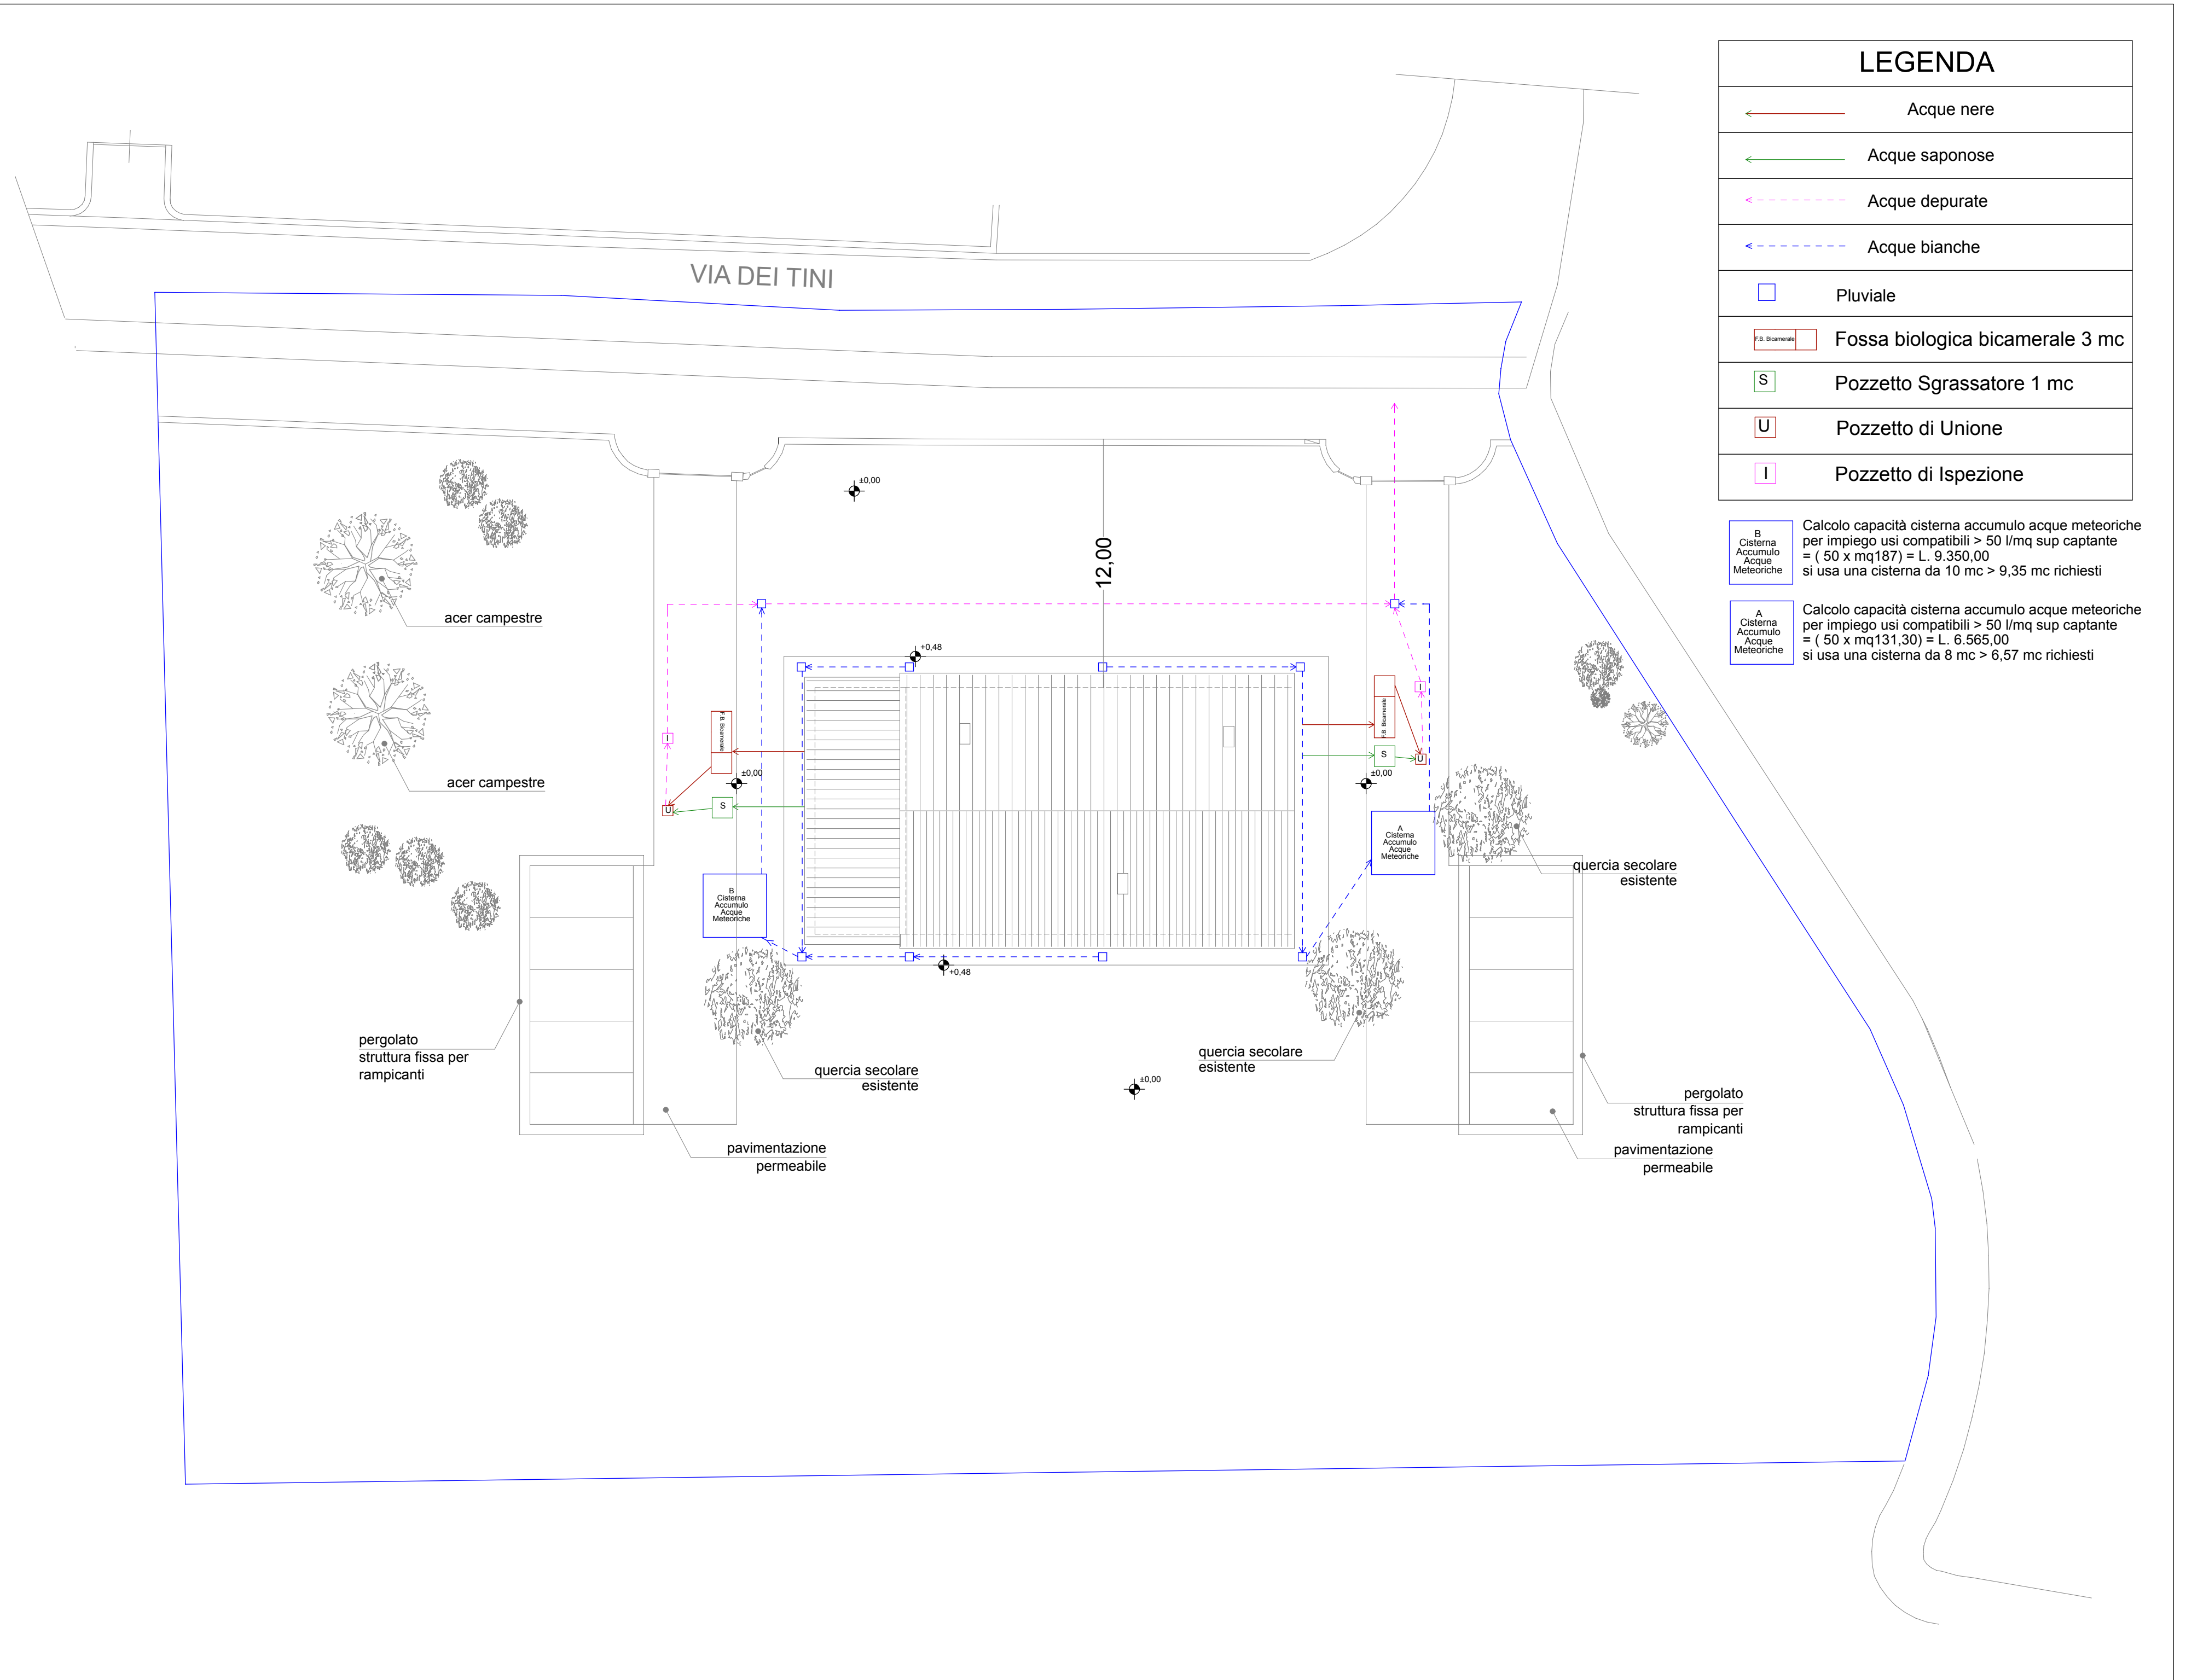 LEGENDA
Acque nere
Acque saponose
Acque depurate
Acque bianche
Pluviale
F.B. Bicamerale
Fossa biologica bicamerale 3 mc
S
Pozzetto Sgrassatore 1 mc
U
Pozzetto di Unione
I
Pozzetto di Ispezione
B
Cisterna
Accumulo
Acque
Meteoriche
Calcolo capacità cisterna accumulo acque meteoriche
per impiego usi compatibili > 50 l/mq sup captante
= ( 50 x mq187) = L. 9.350,00
si usa una cisterna da 10 mc > 9,35 mc richiesti
A
Cisterna
Accumulo
Acque
Meteoriche
Calcolo capacità cisterna accumulo acque meteoriche
per impiego usi compatibili > 50 l/mq sup captante
= ( 50 x mq131,30) = L. 6.565,00
si usa una cisterna da 8 mc > 6,57 mc richiesti
VIA DEI TINI
±0,00
12,00
acer campestre
+0,48
I
F.B. Bicamerale
F.B. Bicamerale
I
acer campestre
±0,00
S
U
S
U
±0,00
A
Cisterna
Accumulo
Acque
Meteoriche
quercia secolare
esistente
B
Cisterna
Accumulo
Acque
Meteoriche
+0,48
pergolato
struttura fissa per
rampicanti
quercia secolare
esistente
quercia secolare
esistente
±0,00
pergolato
struttura fissa per
rampicanti
pavimentazione
permeabile
pavimentazione
permeabile